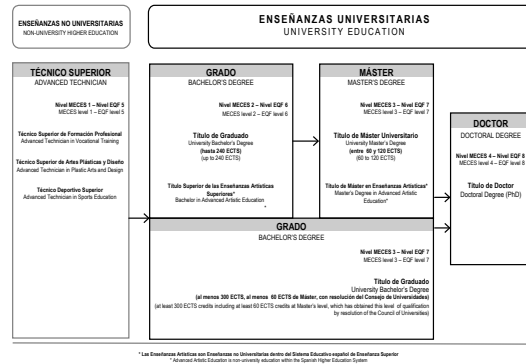 ENSEÑANZAS NO UNIVERSITARIAS
NON-UNIVERSITY HIGHER EDUCATION
ENSEÑANZAS UNIVERSITARIAS
UNIVERSITY EDUCATION
TÉCNICO SUPERIOR
ADVANCED TECHNICIAN
Nivel MECES 1 – Nivel EQF 5
MECES level 1 – EQF level 5
Técnico Superior de Formación Profesional
Advanced Technician in Vocational Training
Técnico Superior de Artes Plásticas y Diseño
Advanced Technician in Plastic Arts and Design
Técnico Deportivo Superior
Advanced Technician in Sports Education
GRADO
BACHELOR'S DEGREE
Nivel MECES 2 – Nivel EQF 6
MECES level 2 – EQF level 6
Título de Graduado
University Bachelor's Degree
(hasta 240 ECTS)
(up to 240 ECTS)
Título Superior de las Enseñanzas Artísticas
Superiores*
Bachelor in Advanced Artistic Education
*
MÁSTER
MASTER'S DEGREE
Nivel MECES 3 – Nivel EQF 7
MECES level 3 – EQF level 7
Título de Máster Universitario
University Master's Degree
(entre 60 y 120 ECTS)
(60 to 120 ECTS)
Título de Máster en Enseñanzas Artísticas*
Master's Degree in Advanced Artistic
Education*
DOCTOR
DOCTORAL DEGREE
Nivel MECES 4 – Nivel EQF 8
MECES level 4 – EQF level 8
Título de Doctor
Doctoral Degree (PhD)
GRADO
BACHELOR'S DEGREE
Nivel MECES 3 – Nivel EQF 7
MECES level 3 – EQF level 7
Título de Graduado
University Bachelor's Degree
(al menos 300 ECTS, al menos 60 ECTS de Máster, con resolución del Consejo de Universidades)
(at least 300 ECTS credits including at least 60 ECTS credits at Master's level, which has obtained this level of qualification
by resolution of the Council of Universities)
* Las Enseñanzas Artísticas son Enseñanzas no Universitarias dentro del Sistema Educativo español de Enseñanza Superior
* Advanced Artistic Education is non-university education within the Spanish Higher Education System